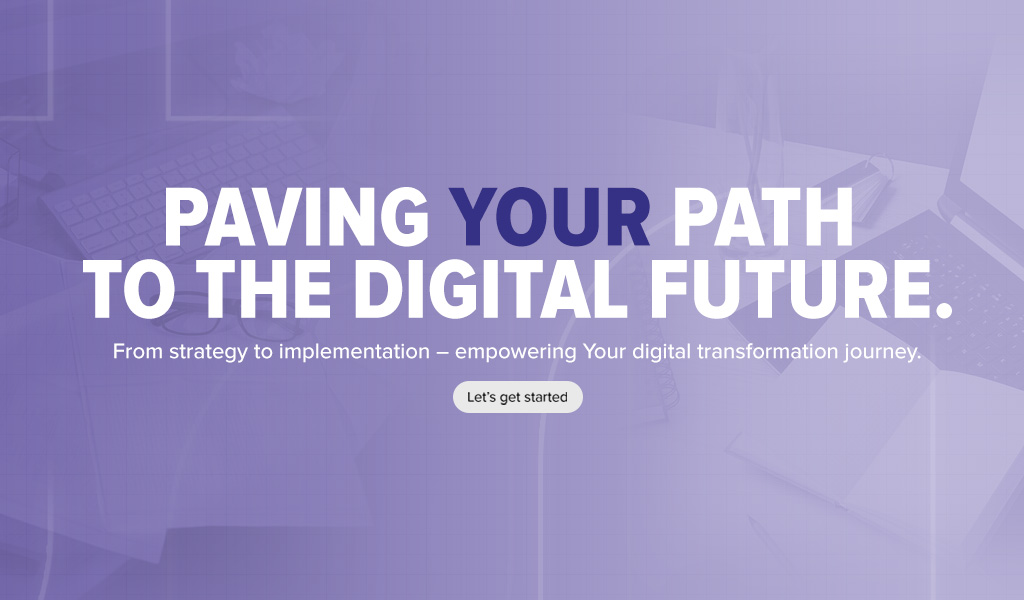 PAVING YOUR PATH
TO THE DIGITAL FUTURE.
From strategy to implementation – empowering Your digital transformation journey.
Let's get started